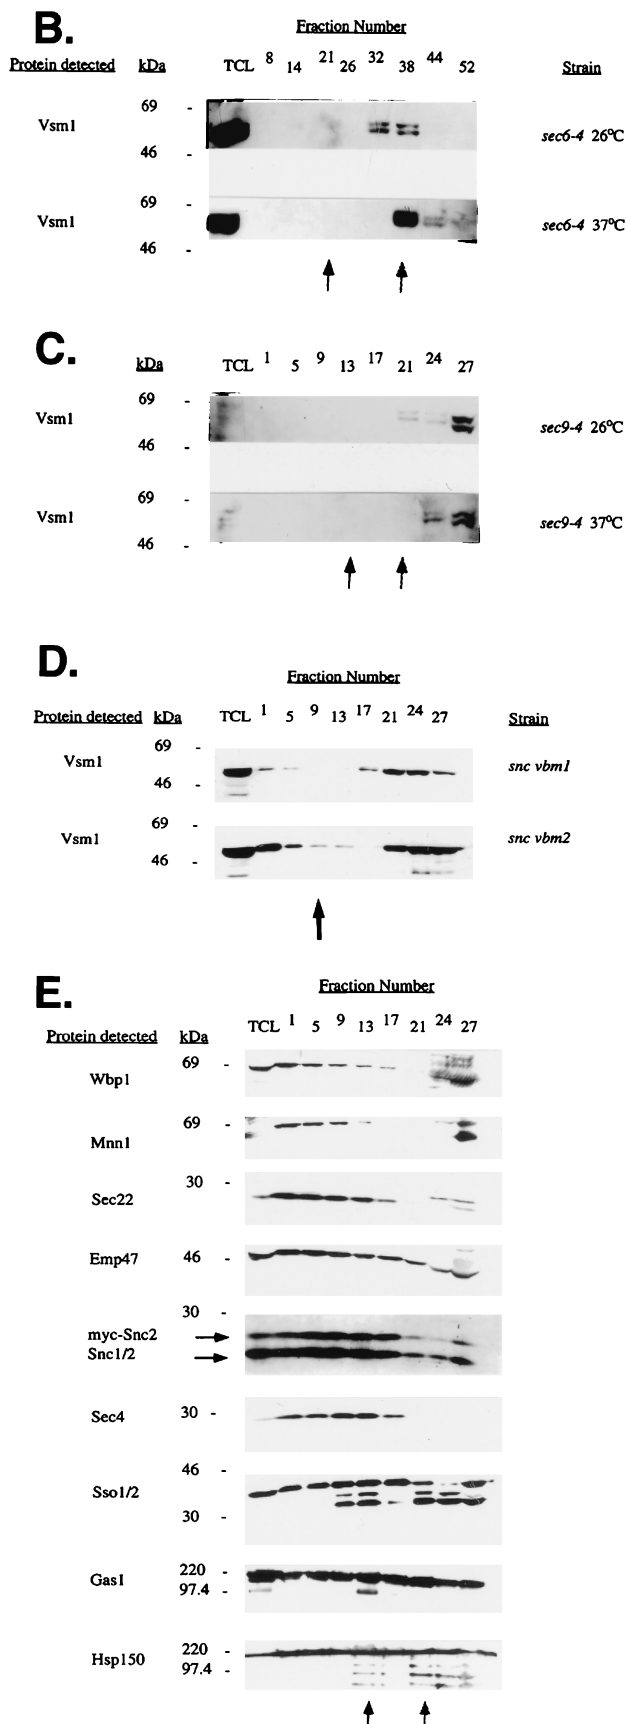 B.
Fraction Number
Protein detected kDa TCL 8 14 21 26 32 38 44 52 Strain
69 -
Vsm1 sec6-4 26°C
46 -
69 -
Vsm1 sec6-4 37°C
46 -
C.
kDa TCL 1 5 9 13 17 21 24 27
69 -
Vsm1 sec9-4 26°C
46 -
69 -
Vsm1 sec9-4 37°C
46 -
D.
Fraction Number
Protein detected kDa TCL 1 5 9 13 17 21 24 27 Strain
69 -
Vsm1 snc vbm1
46 -
69 -
Vsm1 snc vbm2
46 -
E.
Fraction Number
Protein detected kDa TCL 1 5 9 13 17 21 24 27
69 -
Wbp1
69 -
Mnn1
30 -
Sec22
Emp47 46 -
30 -
myc-Snc2
Snc1/2
Sec4 30 -
46 -
Sso1/2
30 -
220 -
Gas1
97.4 -
220 -
Hsp150
97.4 -